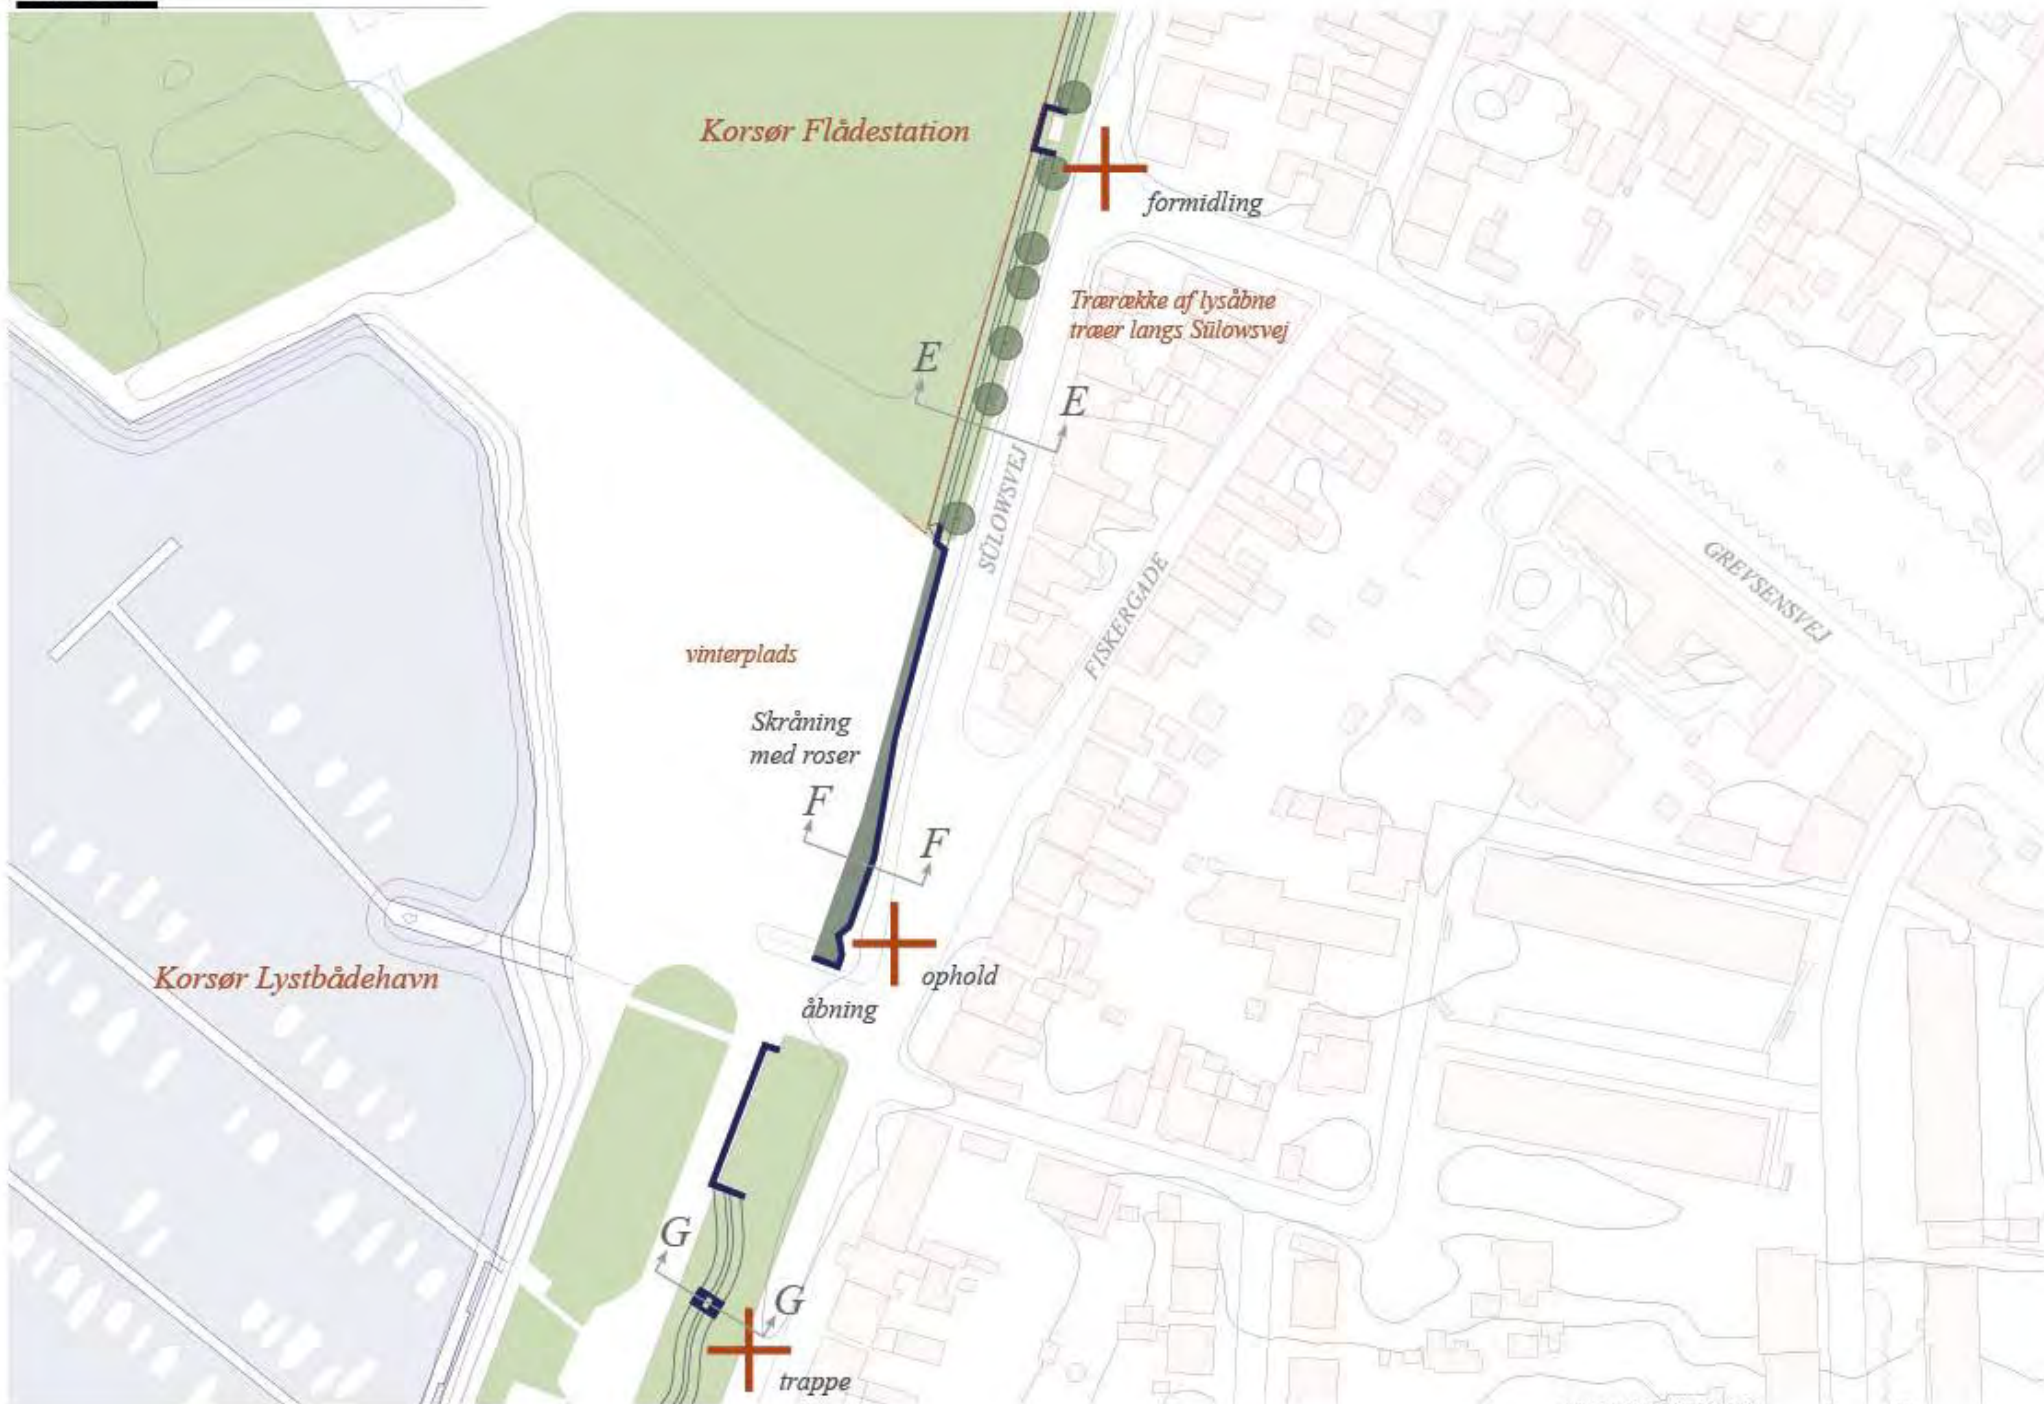 Korsør Flådestation
formidling
Trærække af lysåbne
træer langs Sülowsvej
E
E
SÜLOWSVEJ
FISKERGADE
GREVSENSVEJ
vinterplads
Skråning
med roser
F
F
Korsør Lystbådehavn
ophold
åbning
G
G
trappe